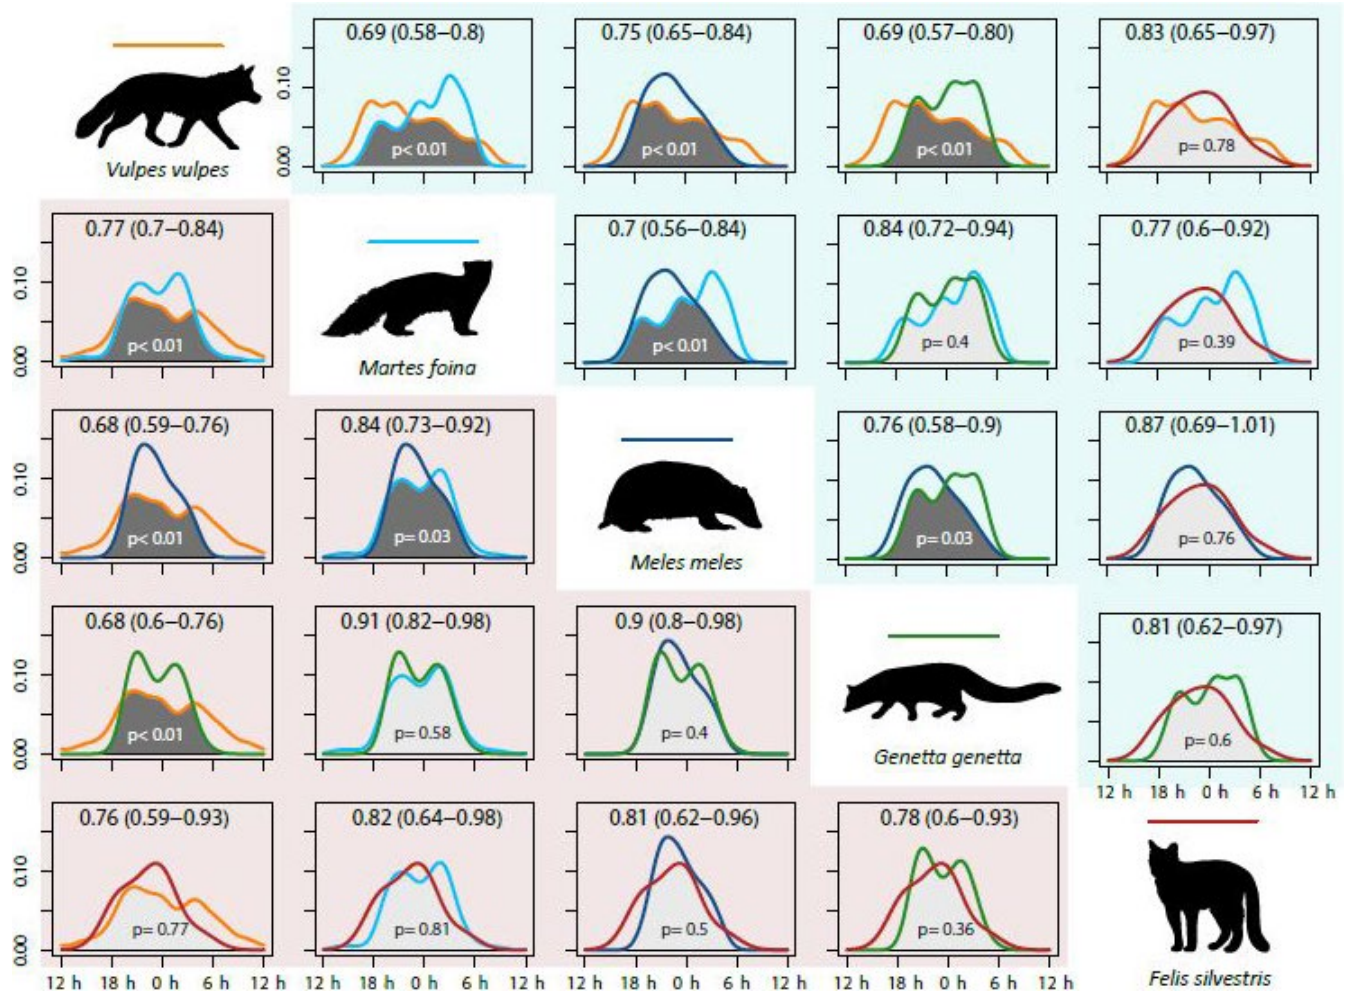 0.69 (0.58−0.8)
0.75 (0.65−0.84)
0.69 (0.57−0.80)
0.83 (0.65−0.97)
0.10
0.00
p< 0.01
p< 0.01
p< 0.01
p= 0.78
Vulpes vulpes
0.77 (0.7−0.84)
0.7 (0.56−0.84)
0.84 (0.72−0.94)
0.77 (0.6−0.92)
0.10
0.00
p< 0.01
p< 0.01
p= 0.4
p= 0.39
Martes foina
0.68 (0.59−0.76)
0.84 (0.73−0.92)
0.76 (0.58−0.9)
0.87 (0.69−1.01)
0.10
0.00
p< 0.01
p= 0.03
p= 0.03
p= 0.76
Meles meles
0.68 (0.6−0.76)
0.91 (0.82−0.98)
0.9 (0.8−0.98)
0.81 (0.62−0.97)
0.10
0.00
p< 0.01
p= 0.58
p= 0.4
p= 0.6
Genetta genetta
12 h 18 h 0 h 6 h 12 h
0.76 (0.59−0.93)
0.82 (0.64−0.98)
0.81 (0.62−0.96)
0.78 (0.6−0.93)
0.10
0.00
p= 0.77
p= 0.81
p= 0.5
p= 0.36
Felis silvestris
12 h 18 h 0 h 6 h 12 h
12 h 18 h 0 h 6 h 12 h
12 h 18 h 0 h 6 h 12 h
12 h 18 h 0 h 6 h 12 h